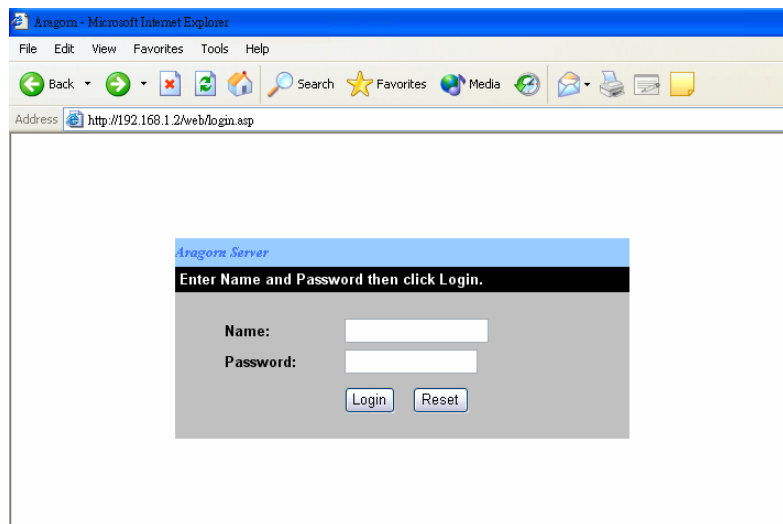 Aragorn - Microsoft Internet Explorer
File Edit View Favorites Tools Help
Back Search Favorites Media
Address http://192.168.1.2/web/login.asp
Aragorn Server
Enter Name and Password then click Login.
Name:
Password:
Login Reset